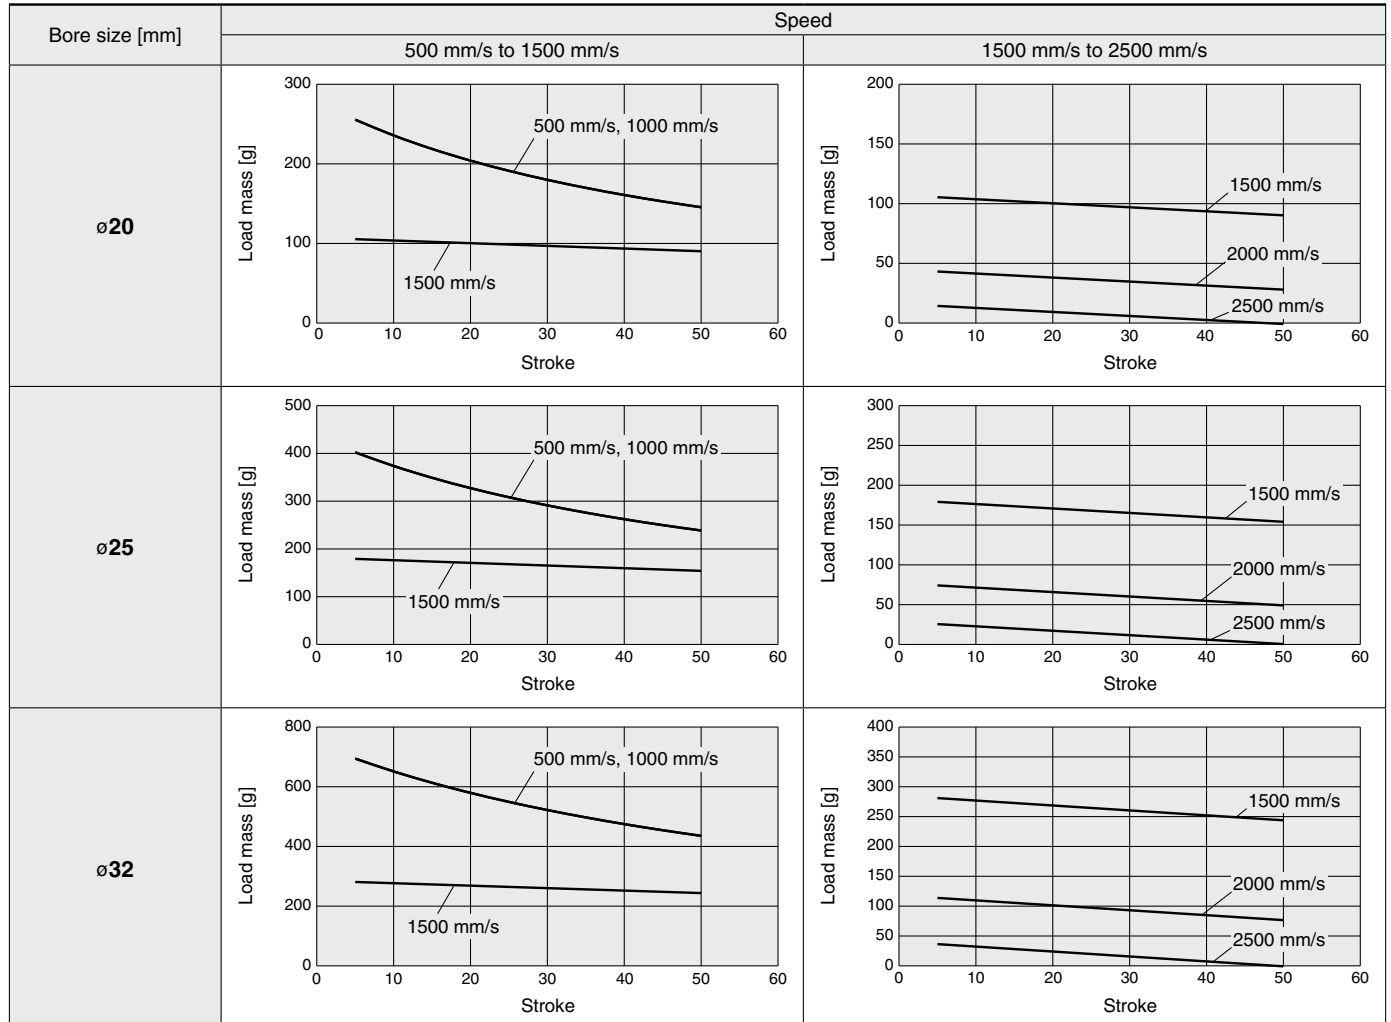 Bore size [mm]
Speed
500 mm/s to 1500 mm/s
1500 mm/s to 2500 mm/s
ø20
Load mass [g]
300
200
100
0
500 mm/s, 1000 mm/s
1500 mm/s
0 10 20 30 40 50 60
Stroke
Load mass [g]
200
150
100
50
0
1500 mm/s
2000 mm/s
2500 mm/s
0 10 20 30 40 50 60
Stroke
ø25
Load mass [g]
500
400
300
200
100
0
500 mm/s, 1000 mm/s
1500 mm/s
0 10 20 30 40 50 60
Stroke
Load mass [g]
300
250
200
150
100
50
0
1500 mm/s
2000 mm/s
2500 mm/s
0 10 20 30 40 50 60
Stroke
ø32
Load mass [g]
800
600
400
200
0
500 mm/s, 1000 mm/s
1500 mm/s
0 10 20 30 40 50 60
Stroke
Load mass [g]
400
350
300
250
200
150
100
50
0
1500 mm/s
2000 mm/s
2500 mm/s
0 10 20 30 40 50 60
Stroke